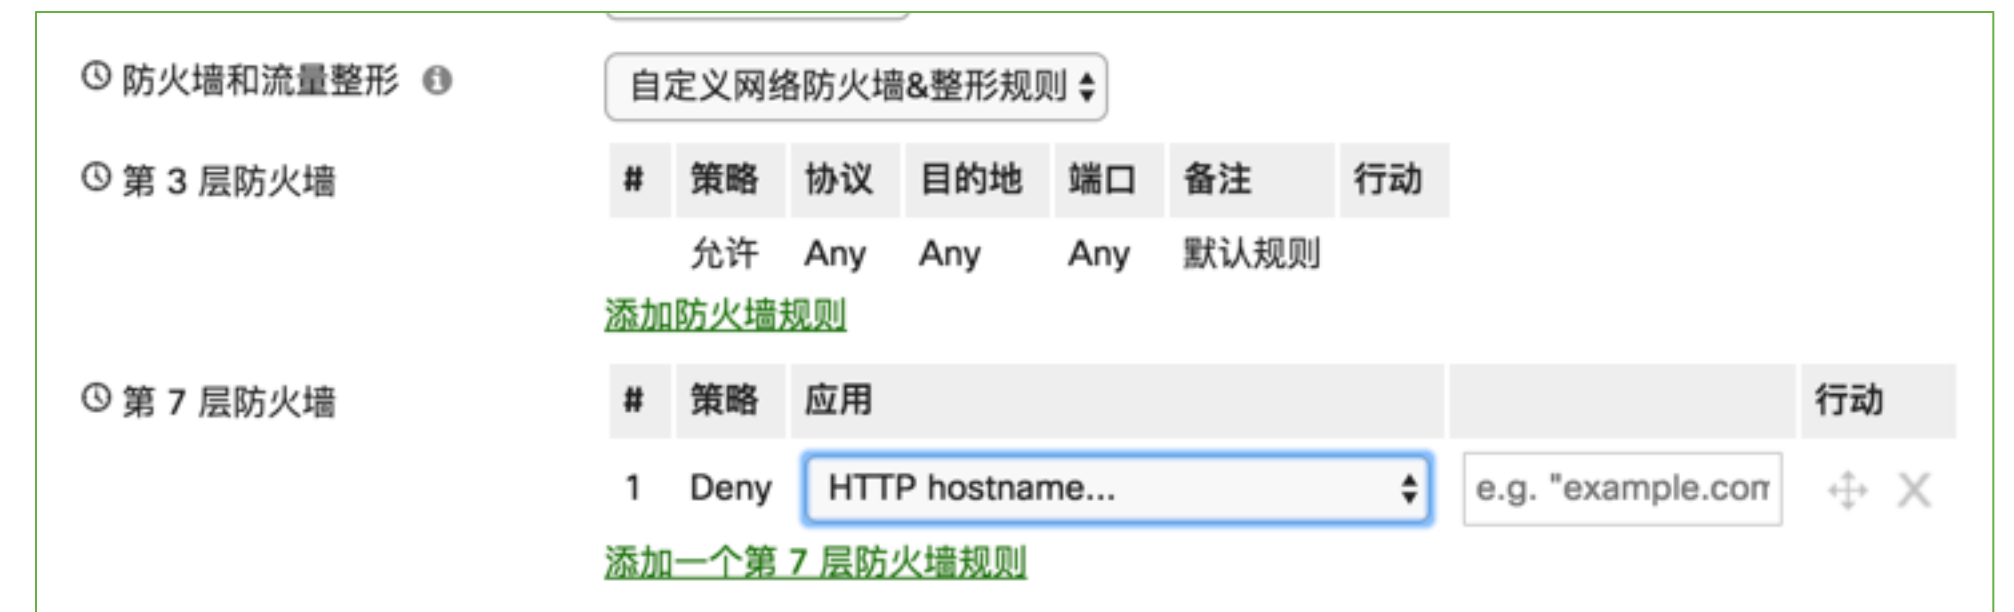 防火墙和流量整形
自定义网络防火墙&整形规则
第 3 层防火墙
# 策略 协议 目的地 端口 备注 行动
允许 Any Any Any 默认规则
添加防火墙规则
第 7 层防火墙
# 策略 应用 行动
1 Deny HTTP hostname... e.g. "example.com
添加一个第 7 层防火墙规则